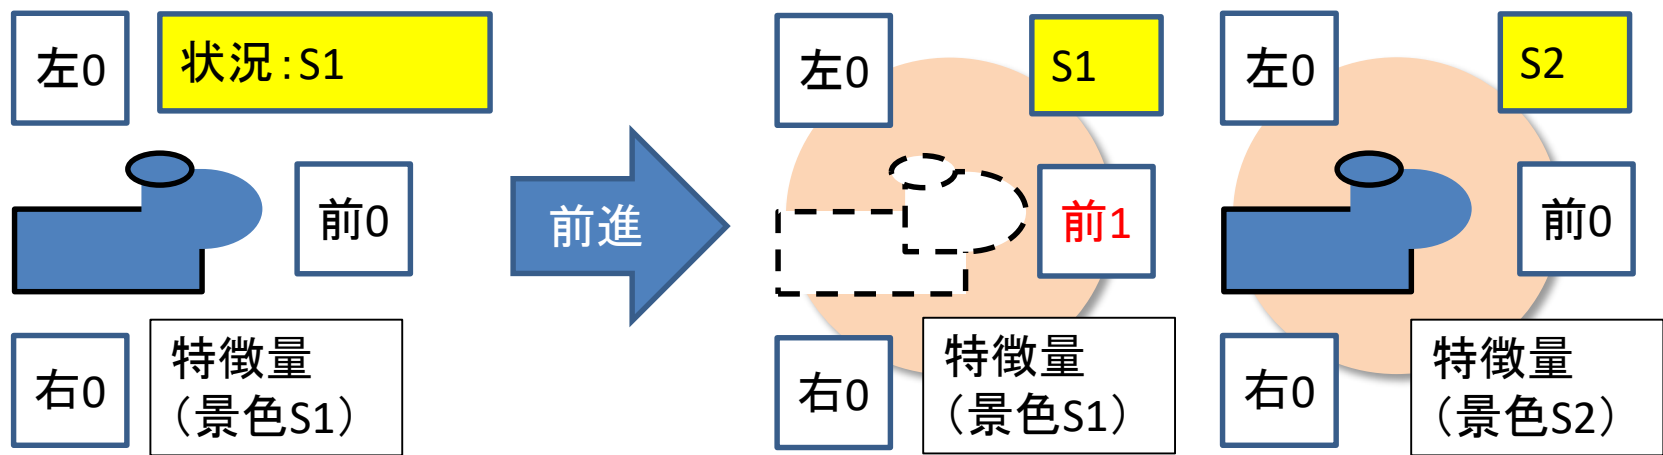 左0
状況:S1
前0
右0
特徴量
（景色S1）
前進
左0
S1
前1
右0
特徴量
（景色S1）
左0
S2
前0
右0
特徴量
（景色S2）